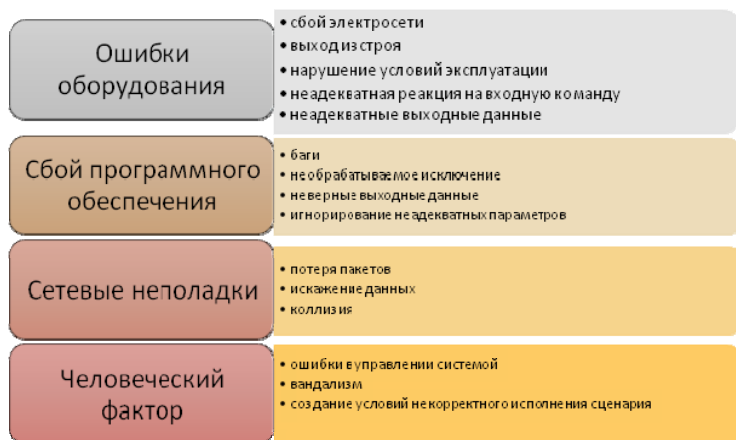 Ошибки
оборудования
• сбой электросети
• выход из строя
• нарушение условий эксплуатации
• неадекватная реакция на входную команду
• неадекватные выходные данные
Сбой программного
обеспечения
• баги
• необрабатываемое исключение
• неверные выходные данные
• игнорирование неадекватных параметров
Сетевые неполадки
• потеря пакетов
• искажение данных
• коллизия
Человеческий
фактор
• ошибки в управлении системой
• вандализм
• создание условий некорректного исполнения сценария